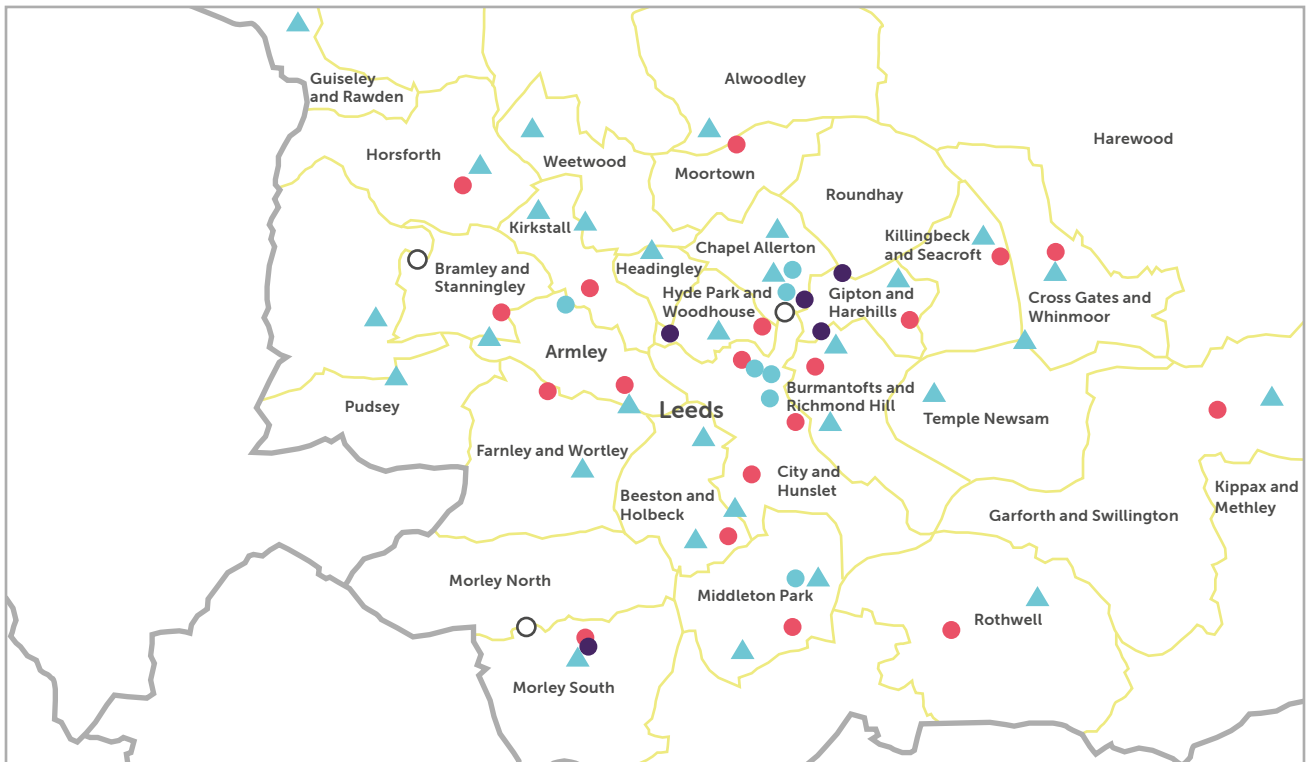 Guiseley
and Rawden
Alwoodley
Harewood
Horsforth
Weetwood
Moortown
Roundhay
Kirkstall
Chapel Allerton
Killingbeck
and Seacroft
Headingley
Bramley and
Stanningley
Hyde Park and
Woodhouse
Gipton and
Harehills
Cross Gates and
Whinmoor
Armley
Burmantofts and
Richmond Hill
Pudsey
Leeds
Temple Newsam
Farnley and Wortley
City and
Hunslet
Beeston and
Holbeck
Kippax and
Methley
Garforth and Swillington
Morley North
Middleton Park
Rothwell
Morley South